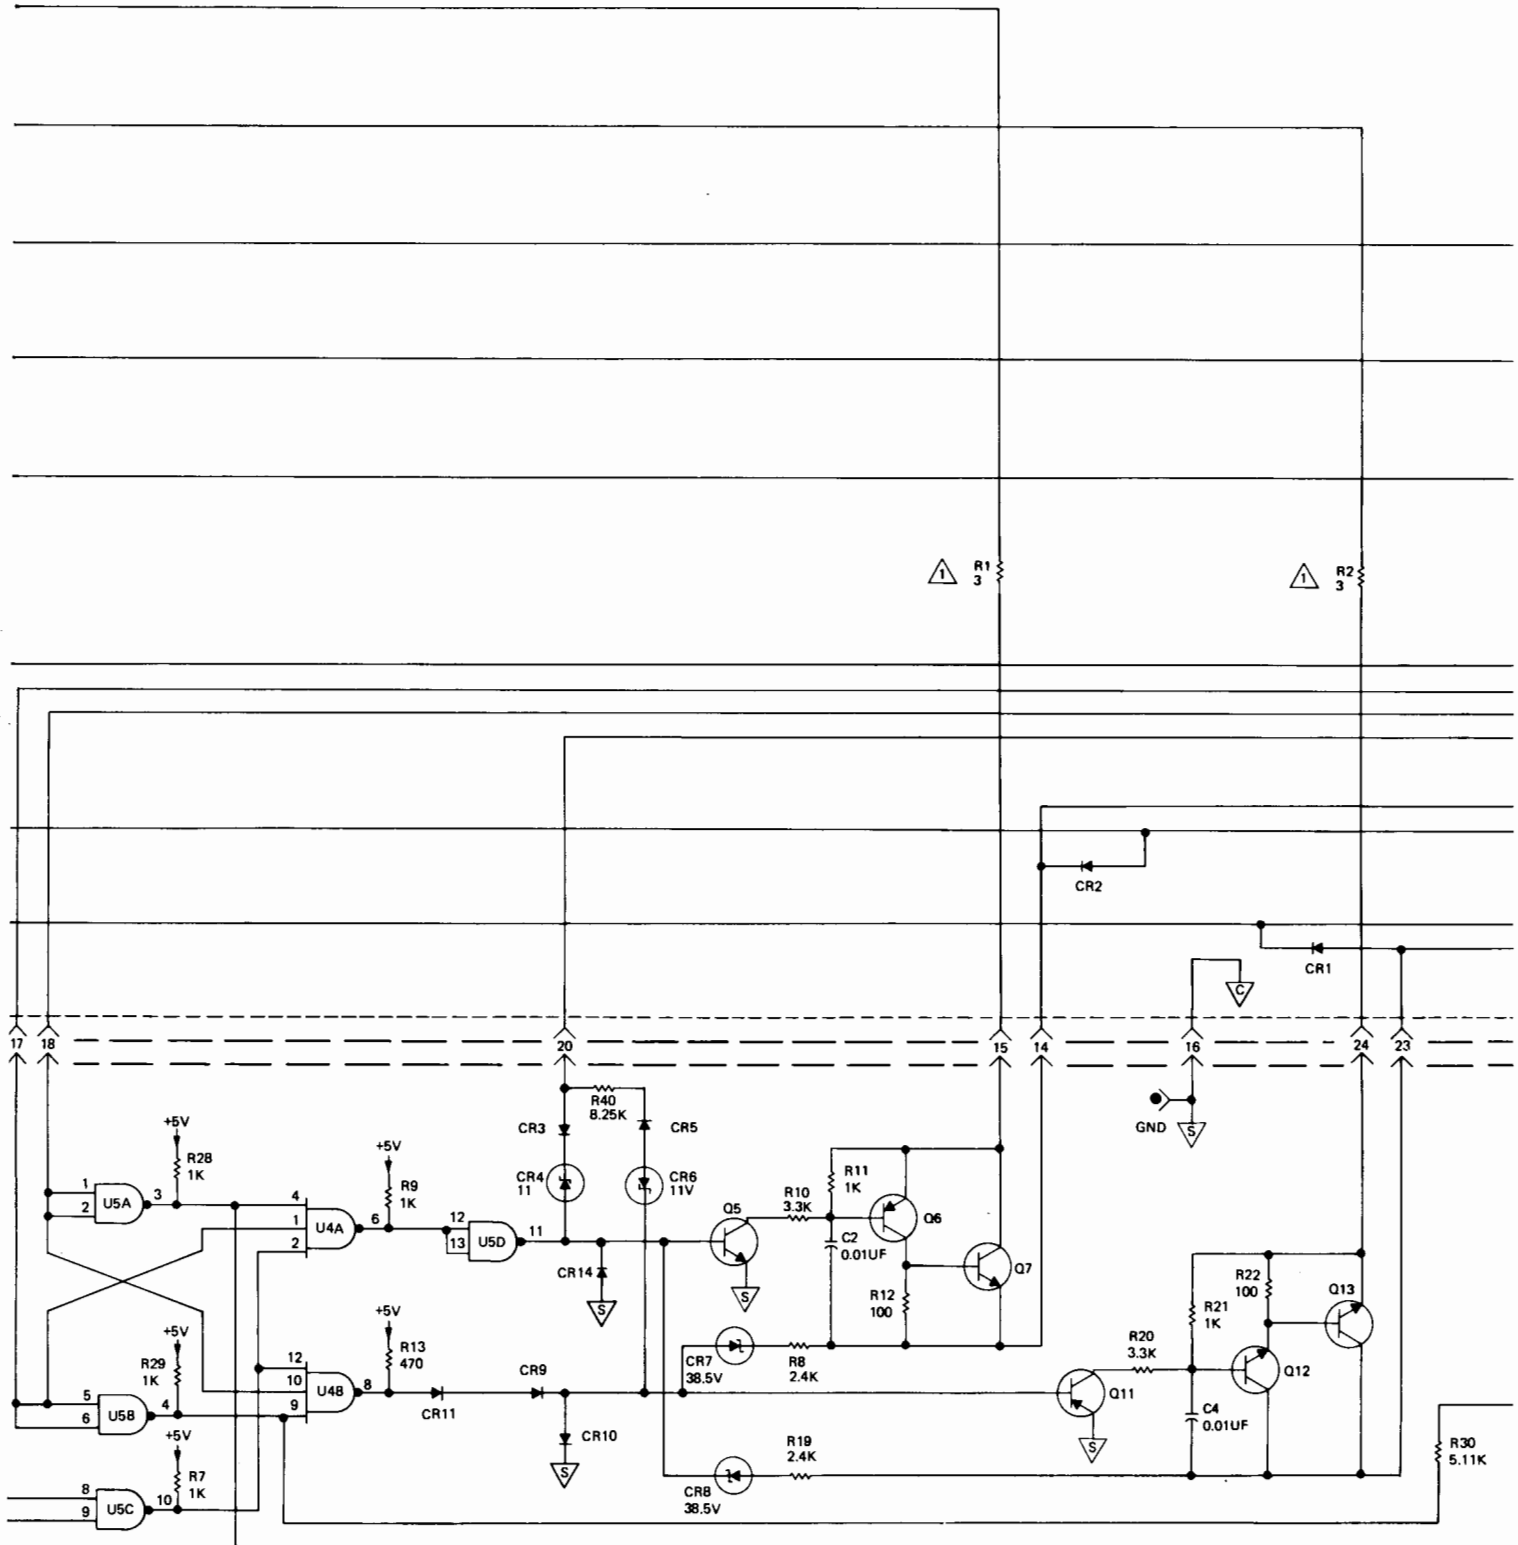 1
R1
3
1
R2
3
CR2
CR1
C
17
18
20
15
14
16
24
23
R40
8.25K
+5V
CR3
CR5
GND
S
R28
1K
+5V
R9
1K
CR4
11
CR6
11V
R11
1K
R10
3.3K
1
2
U5A
3
4
1
2
U4A
6
12
13
U5D
11
Q5
Q6
C2
0.01UF
CR14
S
S
R12
100
Q7
R22
100
Q13
R21
1K
+5V
R13
470
+5V
R29
1K
CR7
38.5V
R8
2.4K
R20
3.3K
Q12
12
10
9
U4B
8
CR11
CR9
Q11
C4
0.01UF
5
6
U5B
4
CR10
S
S
R19
2.4K
R30
5.11K
+5V
R7
1K
CR8
38.5V
8
9
U5C
10